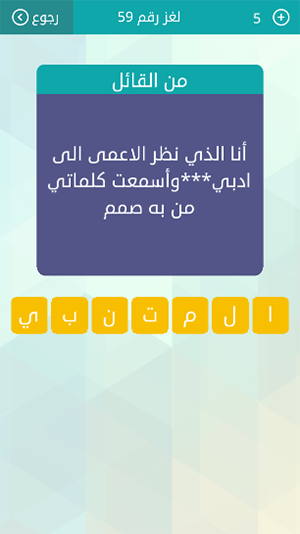 رجوع لغز رقم 59 5
من القائل
أنا الذي نظر الاعمى الى
ادبي***وأسمعت كلماتي
من به صمم
ا ل م ت ن ب ي